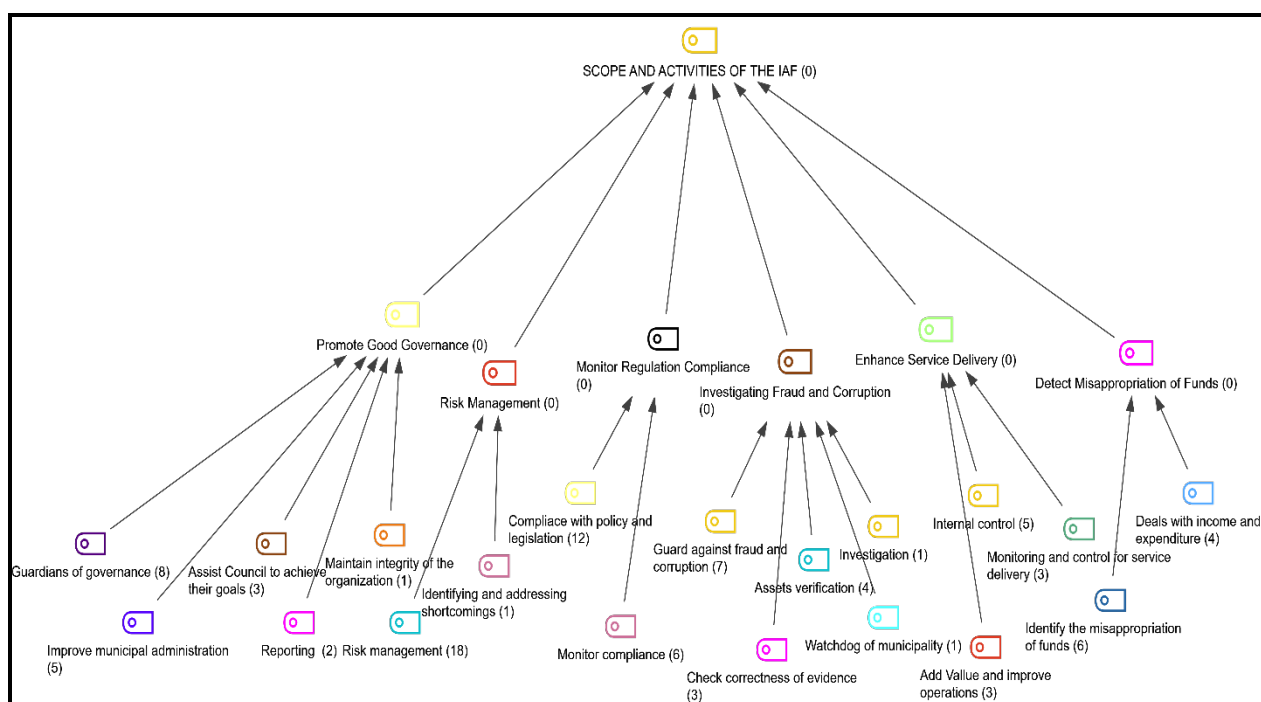 SCOPE AND ACTIVITIES OF THE IAF (0)
Promote Good Governance (0)
Risk Management (0)
Monitor Regulation Compliance
(0)
Investigating Fraud and Corruption
(0)
Enhance Service Delivery (0)
Detect Misappropriation of Funds (0)
Guardians of governance (8)
Improve municipal administration
(5)
Assist Council to achieve
their goals (3)
Reporting (2)
Maintain integrity of the
organization (1)
Risk management (18)
Identifying and addressing
shortcomings (1)
Compliace with policy and
legislation (12)
Monitor compliance (6)
Guard against fraud and
corruption (7)
Check correctness of evidence
(3)
Assets verification (4)
Watchdog of municipality (1)
Investigation (1)
Internal control (5)
Add Vallue and improve
operations (3)
Monitoring and control for service
delivery (3)
Identify the misappropriation
of funds (6)
Deals with income and
expenditure (4)